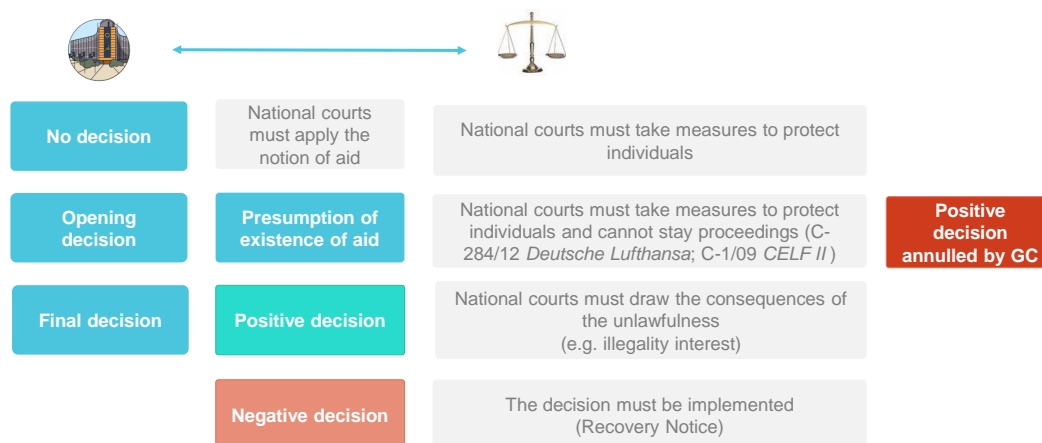 No decision
National courts
must apply the
notion of aid
National courts must take measures to protect
individuals
Opening
decision
Presumption of
existence of aid
National courts must take measures to protect
individuals and cannot stay proceedings (C-
284/12 Deutsche Lufthansa; C-1/09 CELF II )
Positive
decision
annulled by GC
Final decision
Positive decision
National courts must draw the consequences of
the unlawfulness
(e.g. illegality interest)
Negative decision
The decision must be implemented
(Recovery Notice)